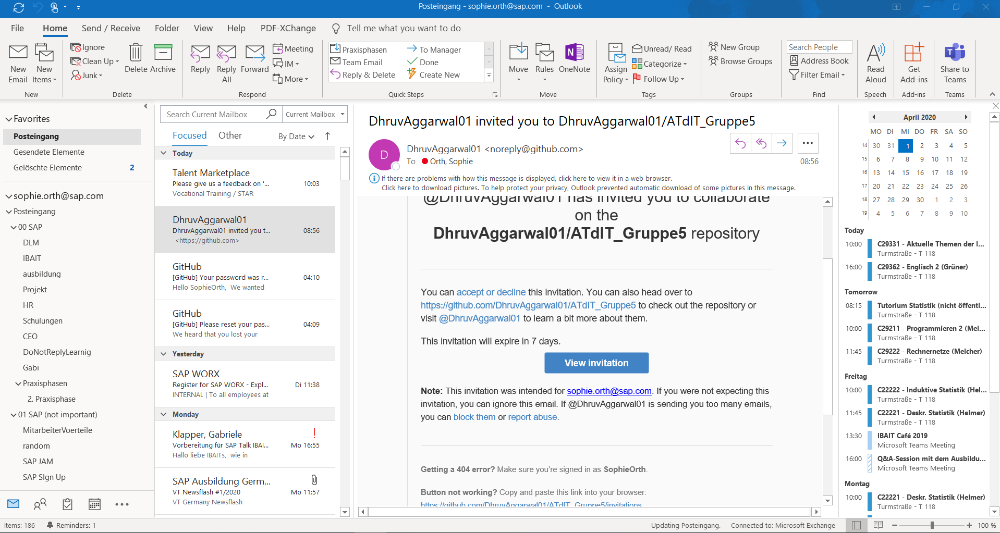 Posteingang - sophie.orth@sap.com - Outlook
File Home Send / Receive Folder View Help PDF-XChange Tell me what you want to do
New Email
New Items
New
Ignore
Clean Up
Junk
Delete
Archive
Delete
Reply
Reply All
Forward
Meeting
IM
More
Respond
Praxisphasen
Team Email
Reply & Delete
To Manager
Done
Create New
Quick Steps
Move
Rules
OneNote
Move
Assign Policy
Unread/ Read
Categorize
Follow Up
Tags
New Group
Browse Groups
Groups
Search People
Address Book
Filter Email
Find
Read Aloud
Speech
Get Add-ins
Add-ins
Share to Teams
Teams
Favorites
Posteingang
Gesendete Elemente
Gelöschte Elemente 2
sophie.orth@sap.com
Posteingang
00 SAP
DLM
IBAIT
ausbildung
Projekt
HR
Schulungen
CEO
DoNotReplyLearnig
Gabi
Praxisphasen
2. Praxisphase
01 SAP (not important)
MitarbeiterVoerteile
random
SAP JAM
SAP SIgn Up
Search Current Mailbox Current Mailbox
Focused Other By Date
Today
Talent Marketplace
Please give us a feedback on '... 10:03
Vocational Training / STAR
DhruvAggarwal01
DhruvAggarwal01 invited you t... 08:56
<https://github.com>
GitHub
[GitHub] Your password was r... 04:10
Hello SophieOrth, We wanted
GitHub
[GitHub] Please reset your pas... 04:09
We heard that you lost your
Yesterday
SAP WORX
Register for SAP WORX - Expl... Di 11:38
INTERNAL | To all employees at
Monday
Klapper, Gabriele !
Vorbereitung für SAP Talk IBAI... Mo 16:55
Hallo liebe IBAITs, wie in
SAP Ausbildung Germ...
VT Newsflash #1/2020 Mo 11:57
VT Germany Newsflash
DhruvAggarwal01 invited you to DhruvAggarwal01/ATdIT_Gruppe5
D
DhruvAggarwal01 <noreply@github.com>
To Orth, Sophie 08:56
If there are problems with how this message is displayed, click here to view it in a web browser.
Click here to download pictures. To help protect your privacy, Outlook prevented automatic download of some pictures in this message.
@DhruvAggarwal01 has invited you to collaborate
on the
DhruvAggarwal01/ATdIT_Gruppe5 repository
You can accept or decline this invitation. You can also head over to
https://github.com/DhruvAggarwal01/ATdIT_Gruppe5 to check out the repository or
visit @DhruvAggarwal01 to learn a bit more about them.
This invitation will expire in 7 days.
View invitation
Note: This invitation was intended for sophie.orth@sap.com. If you were not expecting this
invitation, you can ignore this email. If @DhruvAggarwal01 is sending you too many emails,
you can block them or report abuse.
Getting a 404 error? Make sure you're signed in as SophieOrth.
Button not working? Copy and paste this link into your browser:
https://github.com/DhruvAggarwal01/ATdIT_Gruppe5/invitations
April 2020
MO DI MI DO FR SA SO
14 30 31 1 2 3 4 5
15 6 7 8 9 10 11 12
16 13 14 15 16 17 18 19
17 20 21 22 23 24 25 26
18 27 28 29 30 1 2 3
19 4 5 6 7 8 9 10
Today
10:00 C29331 - Aktuelle Themen der I...
Turmstraße - T 118
16:00 C29362 - Englisch 2 (Grüner)
Turmstraße - T 118
Tomorrow
08:15 Tutorium Statistik (nicht öffentl...
Turmstraße - T 118
10:00 C29211 - Programmieren 2 (Mel...
Turmstraße - T 118
11:45 C29222 - Rechnernetze (Melcher)
Turmstraße - T 118
Freitag
10:00 C22222 - Induktive Statistik (Hel...
Turmstraße - T 118
11:45 C22221 - Deskr. Statistik (Helmer)
Turmstraße - T 118
13:30 IBAIT Café 2019
Microsoft Teams Meeting
16:00 Q&A-Session mit dem Ausbildu...
Microsoft Teams Meeting
Montag
10:00 C22221 - Deskr. Statistik (Helmer)
Turmstraße - T 118
Items: 186 Reminders: 1 Updating Posteingang. Connected to: Microsoft Exchange 100 %